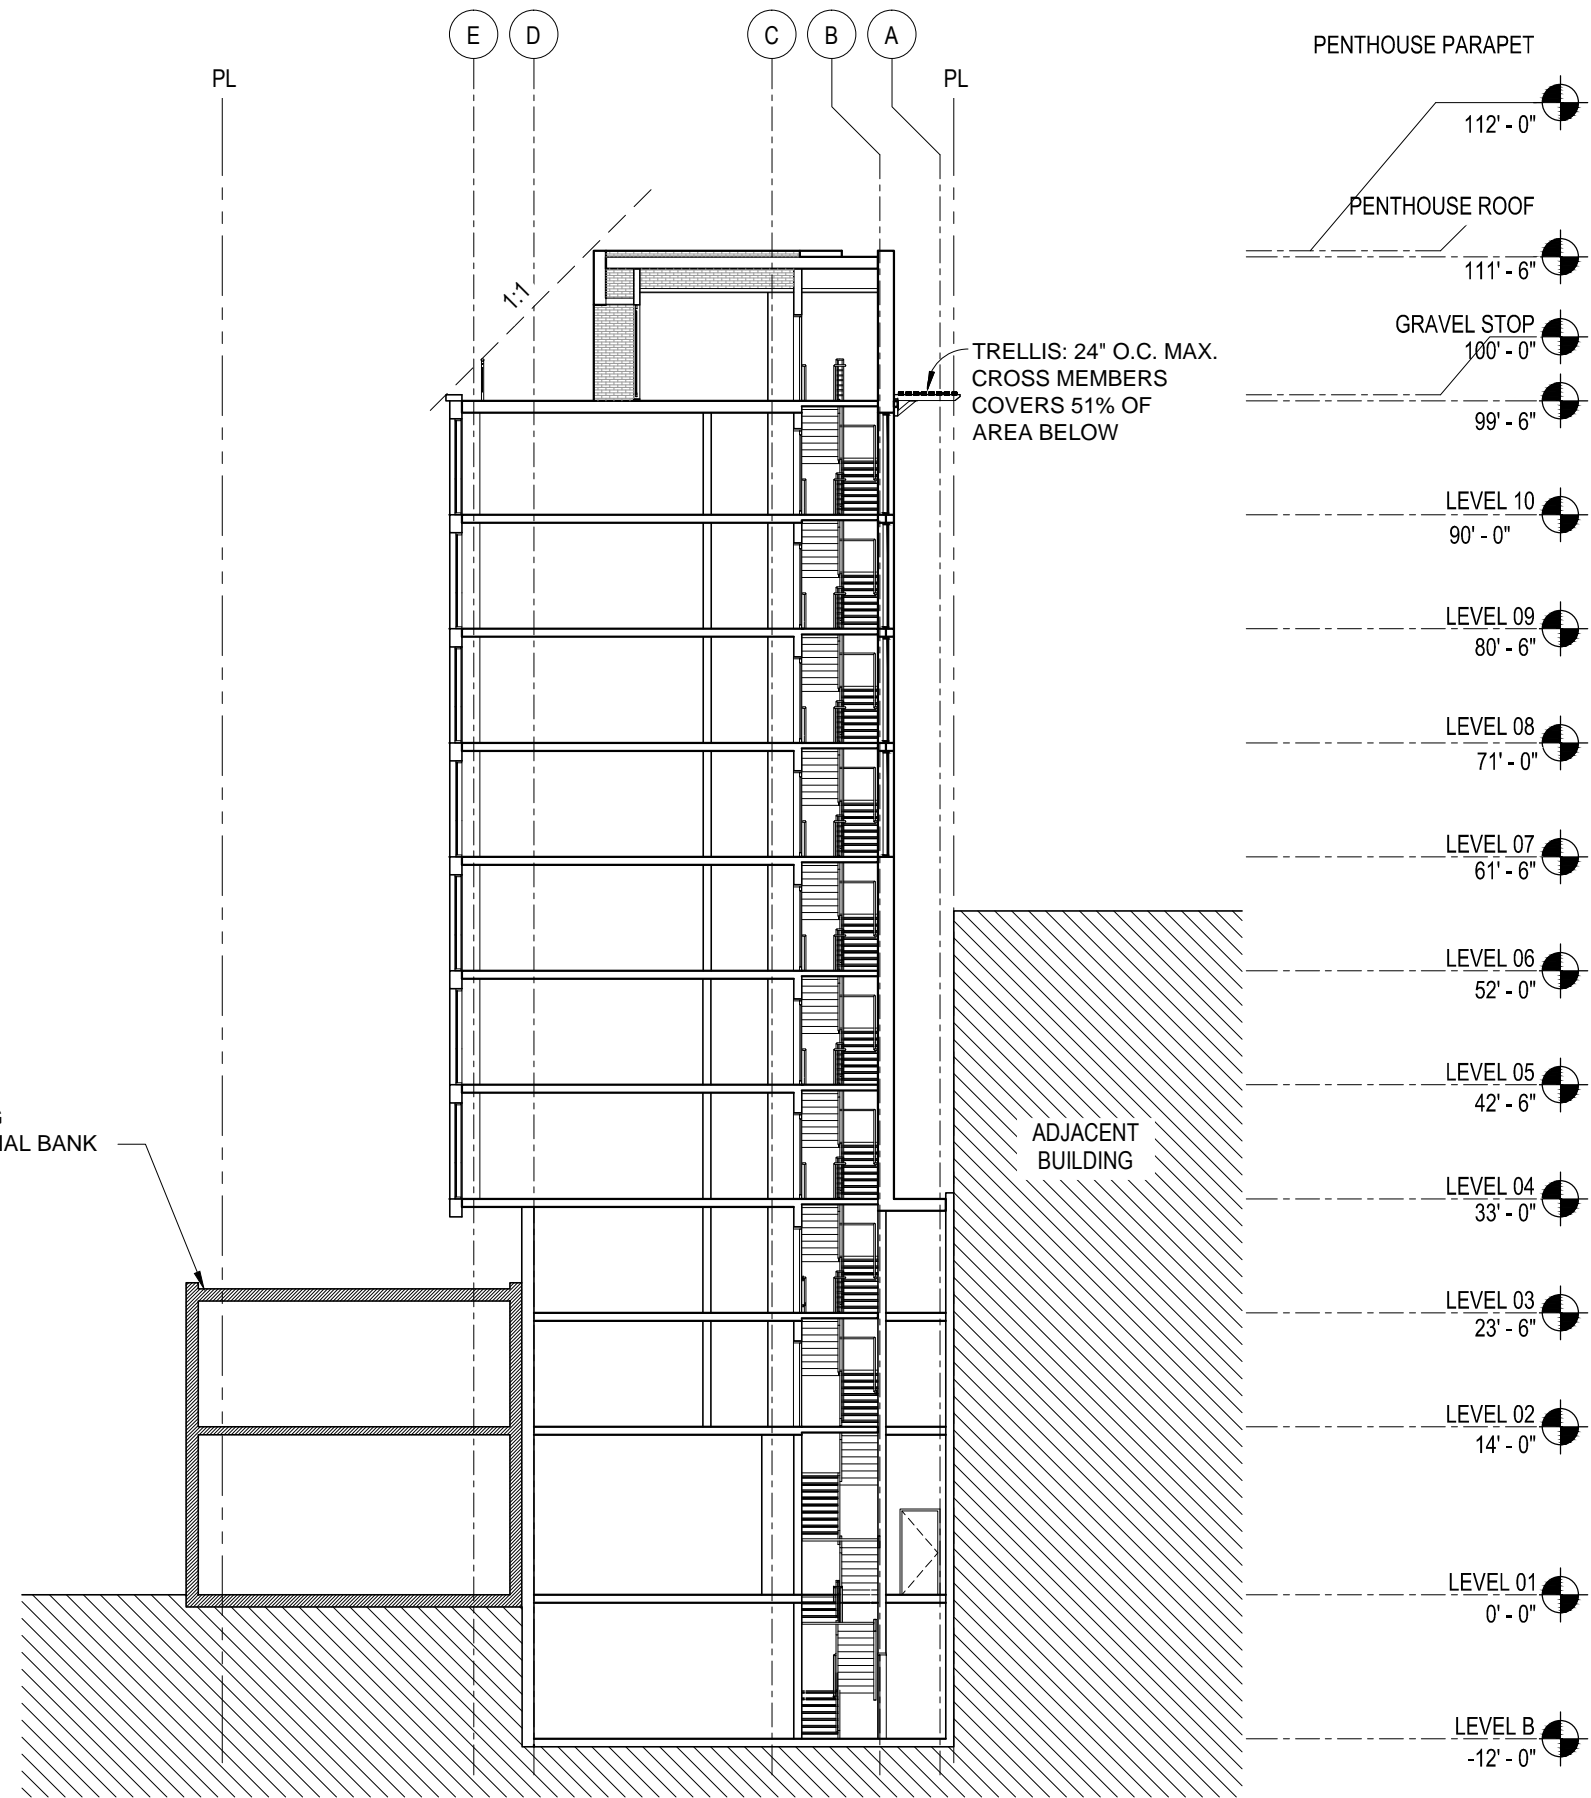 E
D
C
B
A
PENTHOUSE PARAPET
PL
PL
112' - 0"
PENTHOUSE ROOF
111' - 6"
1:1
GRAVEL STOP
100' - 0"
TRELLIS: 24" O.C. MAX.
CROSS MEMBERS
COVERS 51% OF
AREA BELOW
99' - 6"
LEVEL 10
90' - 0"
LEVEL 09
80' - 6"
LEVEL 08
71' - 0"
LEVEL 07
61' - 6"
LEVEL 06
52' - 0"
LEVEL 05
42' - 6"
BANK
ADJACENT
BUILDING
LEVEL 04
33' - 0"
LEVEL 03
23' - 6"
LEVEL 02
14' - 0"
LEVEL 01
0' - 0"
LEVEL B
-12' - 0"